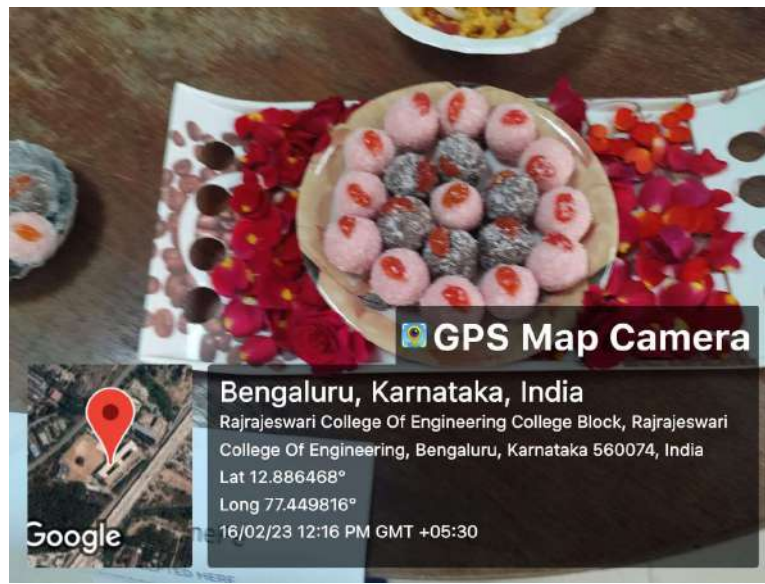 GPS Map Camera
Bengaluru, Karnataka, India
Rajrajeswari College Of Engineering College Block, Rajrajeswari
College Of Engineering, Bengaluru, Karnataka 560074, India
Lat 12.886468°
Long 77.449816°
16/02/23 12:16 PM GMT +05:30
Google
HERE